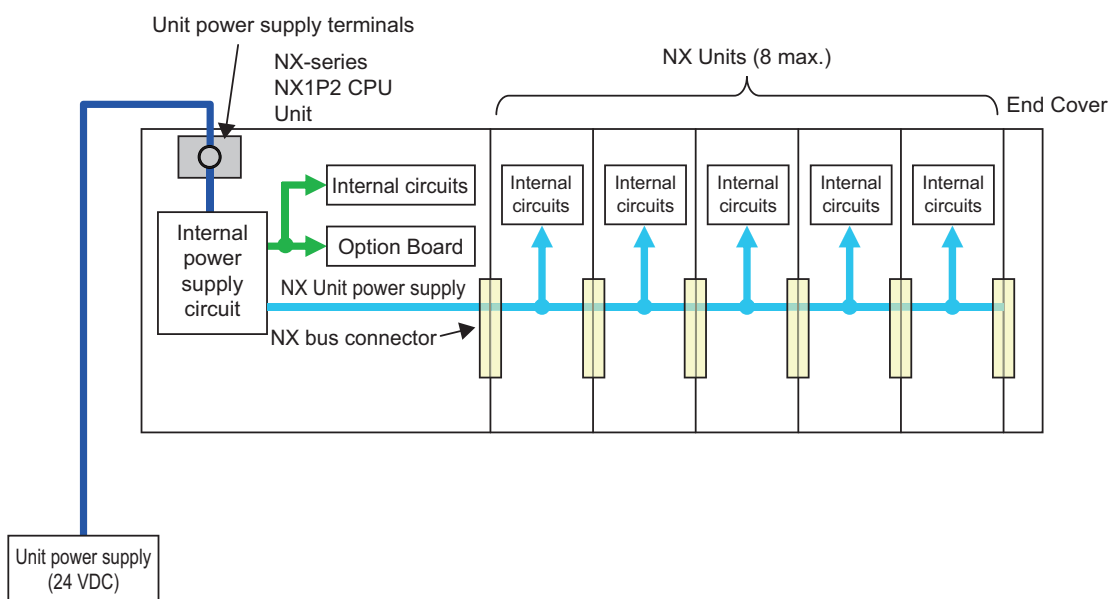 Unit power supply terminals
NX-series
NX1P2 CPU
Unit
NX Units (8 max.)
End Cover
Internal circuits
Option Board
Internal
power
supply
circuit
NX Unit power supply
NX bus connector
Internal
circuits
Internal
circuits
Internal
circuits
Internal
circuits
Internal
circuits
Unit power supply
(24 VDC)